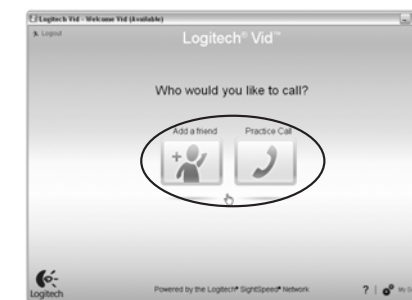 Logitech Vid - Welcome Vid (Available)
Logout
Logitech® Vid™
Who would you like to call?
Add a friend
Practice Call
Logitech
Powered by the Logitech® SightSpeed® Network
? | My